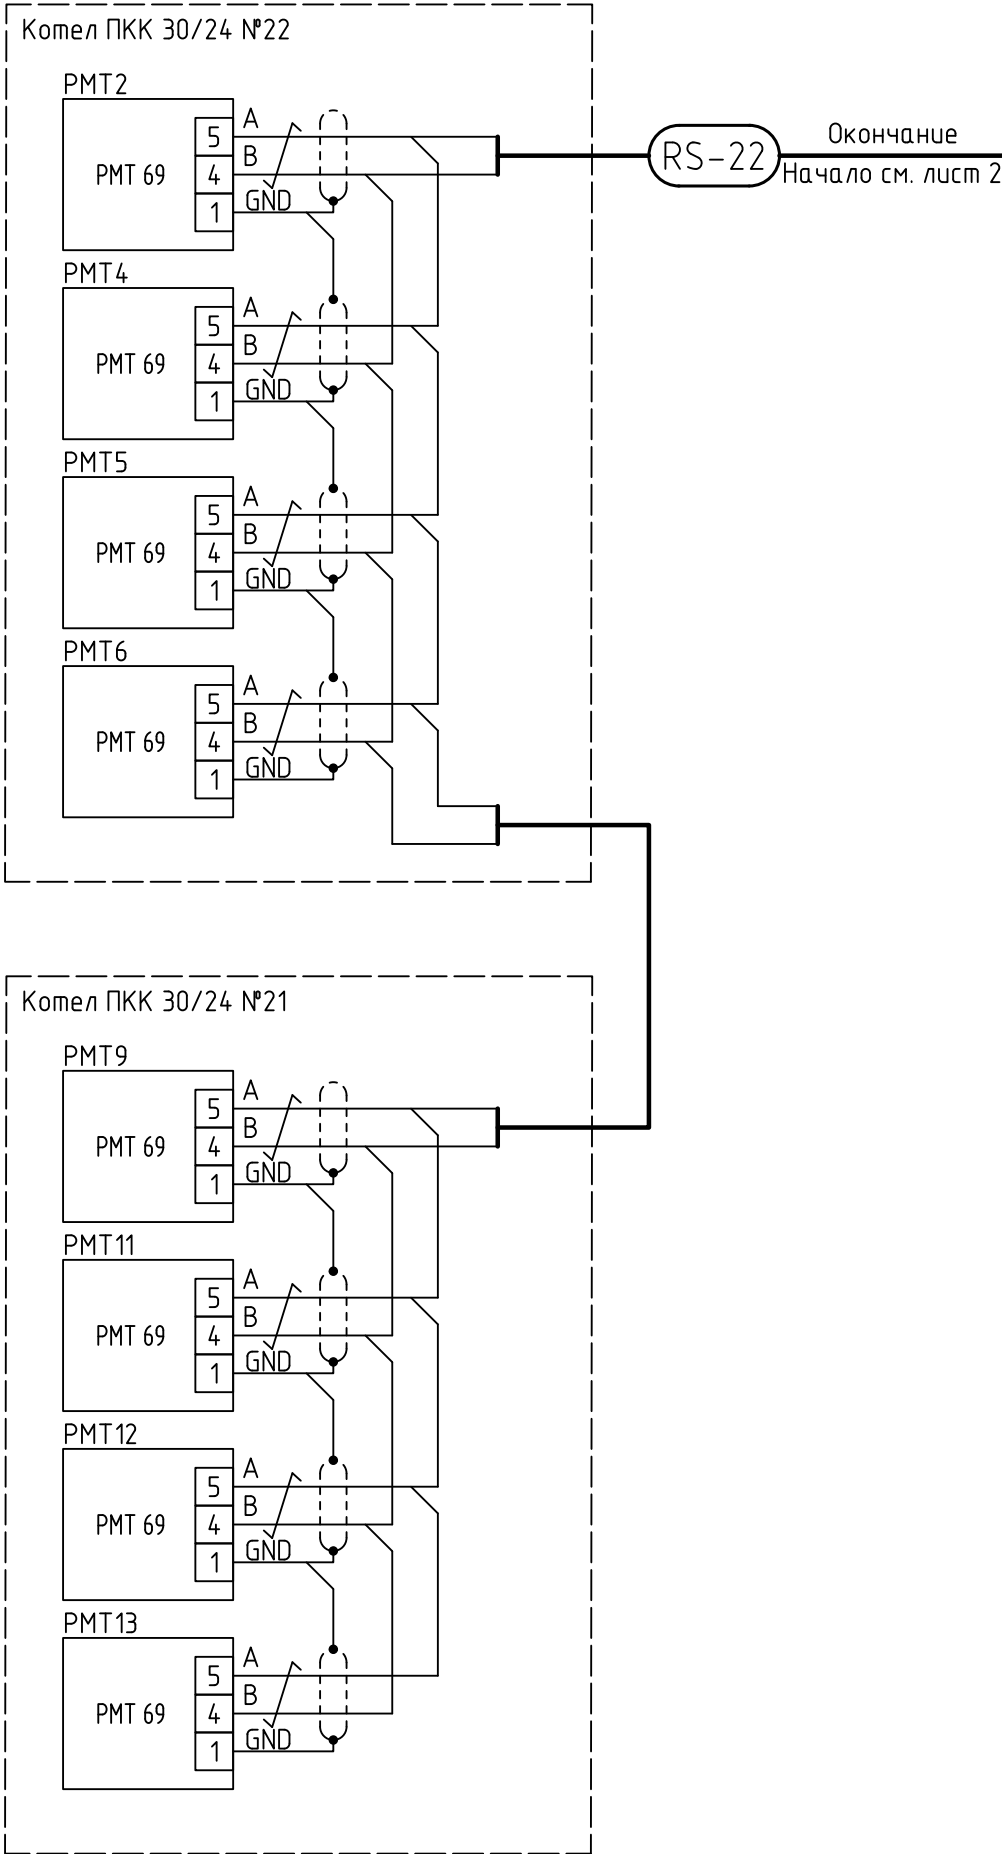 Котел ПКК 30/24 №22
РМТ2
РМТ 69
5
4
1
A
B
GND
RS-22
Окончание
Начало см. лист 2
РМТ4
РМТ 69
5
4
1
A
B
GND
РМТ5
РМТ 69
5
4
1
A
B
GND
РМТ6
РМТ 69
5
4
1
A
B
GND
Котел ПКК 30/24 №21
РМТ9
РМТ 69
5
4
1
A
B
GND
РМТ11
РМТ 69
5
4
1
A
B
GND
РМТ12
РМТ 69
5
4
1
A
B
GND
РМТ13
РМТ 69
5
4
1
A
B
GND